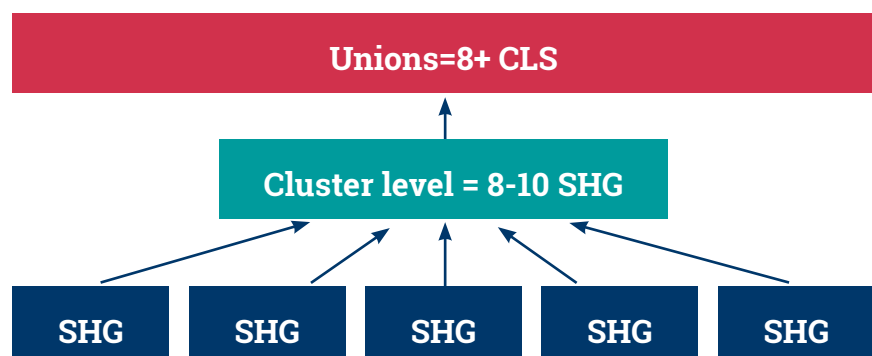 Unions=8+ CLS
Cluster level = 8-10 SHG
SHG SHG SHG SHG SHG